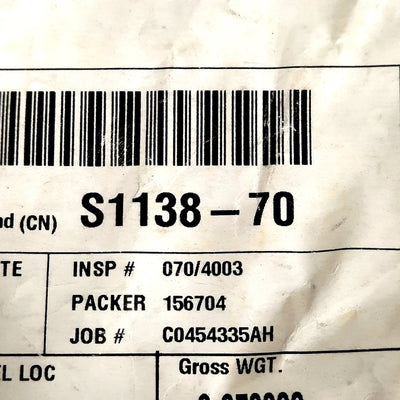 nd (CN) S1138-70
TE INSP # 070/4003
PACKER 156704
JOB # C0454335AH
L LOC Gross WGT.